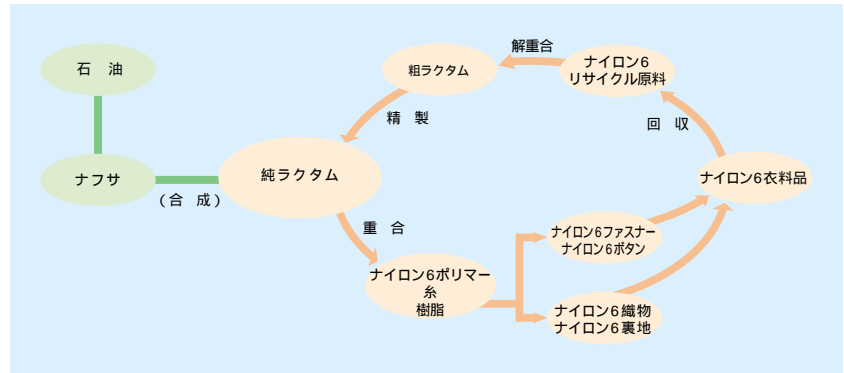 石 油
ナフサ
(合 成)
純ラクタム
粗ラクタム
精 製
解重合
ナイロン6
リサイクル原料
回 収
ナイロン6衣料品
重 合
ナイロン6ポリマー
糸
樹脂
ナイロン6ファスナー
ナイロン6ボタン
ナイロン6織物
ナイロン6裏地